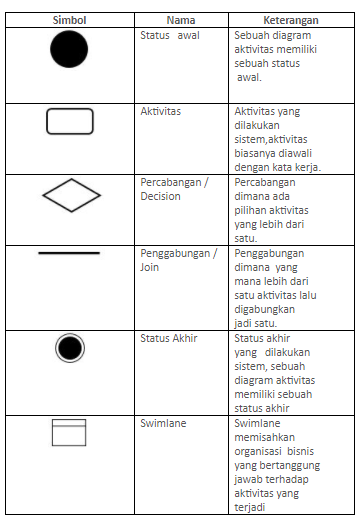 Simbol Nama Keterangan
Status awal
Sebuah diagram
aktivitas memiliki
sebuah status
awal.
Aktivitas
Aktivitas yang
dilakukan
sistem,aktivitas
biasanya diawali
dengan kata kerja.
Percabangan /
Decision
Percabangan
dimana ada
pilihan aktivitas
yang lebih dari
satu.
Penggabungan /
Join
Penggabungan
dimana yang
mana lebih dari
satu aktivitas lalu
digabungkan
jadi satu.
Status Akhir
Status akhir
yang dilakukan
sistem, sebuah
diagram aktivitas
memiliki sebuah
status akhir
Swimlane
Swimlane
memisahkan
organisasi bisnis
yang bertanggung
jawab terhadap
aktivitas yang
terjadi